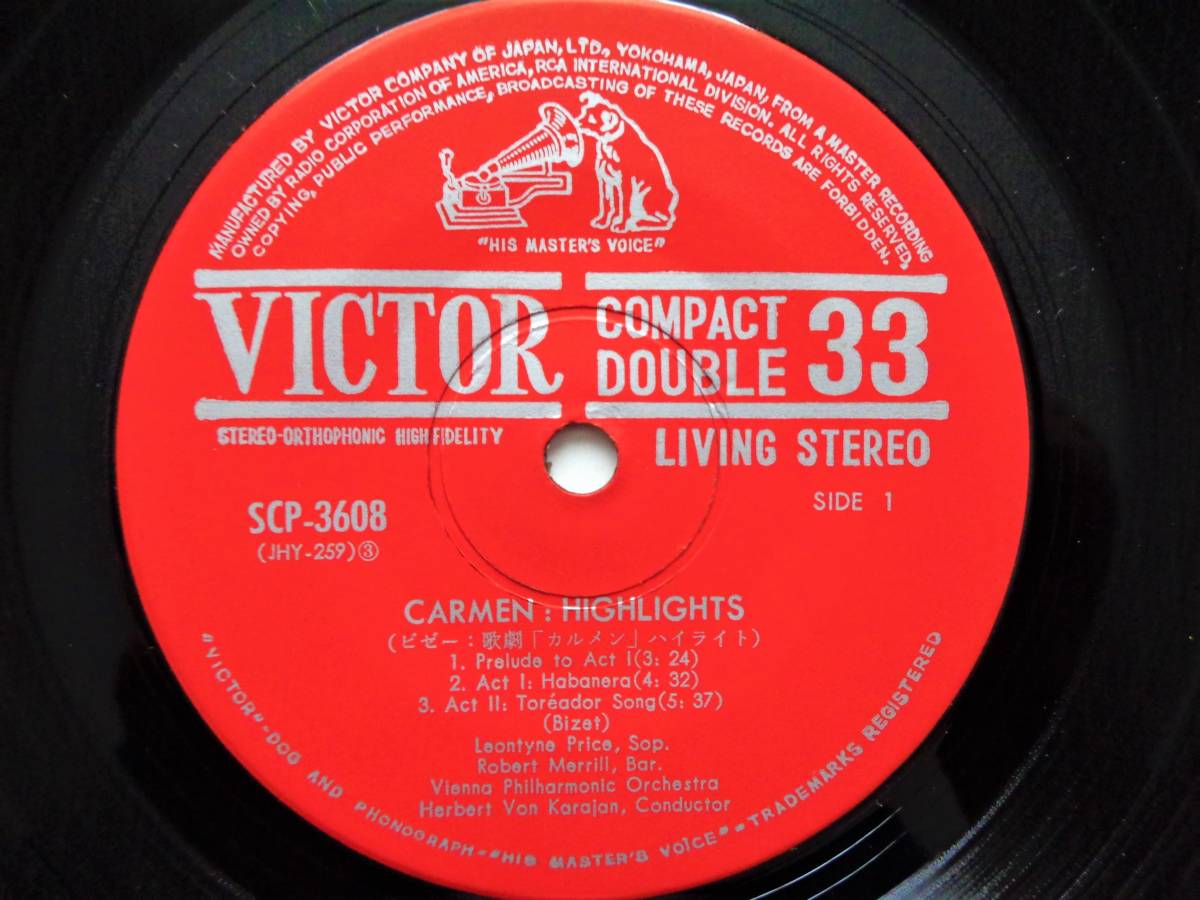 MANUFACTURED BY VICTOR COMPANY OF JAPAN, LTD., YOKOHAMA, JAPAN, FROM A MASTER RECORDING
OWNED BY RADIO CORPORATION OF AMERICA, RCA INTERNATIONAL DIVISION. ALL RIGHTS RESERVED,
COPYING, PUBLIC PERFORMANCE, BROADCASTING OF THESE RECORDS ARE FORBIDDEN.
"HIS MASTER'S VOICE"
VICTOR
COMPACT
DOUBLE 33
STEREO-ORTHOPHONIC HIGH FIDELITY
LIVING STEREO
SIDE 1
SCP-3608
(JHY-259)③
CARMEN : HIGHLIGHTS
(ビゼー：歌劇「カルメン」ハイライト)
1. Prelude to Act I(3: 24)
2. Act I: Habanera(4: 32)
3. Act II: Toréador Song(5: 37)
(Bizet)
Leontyne Price, Sop.
Robert Merrill, Bar.
Vienna Philharmonic Orchestra
Herbert Von Karajan, Conductor
"VICTOR"-DOG AND PHONOGRAPH-"HIS MASTER'S VOICE"-TRADEMARKS REGISTERED